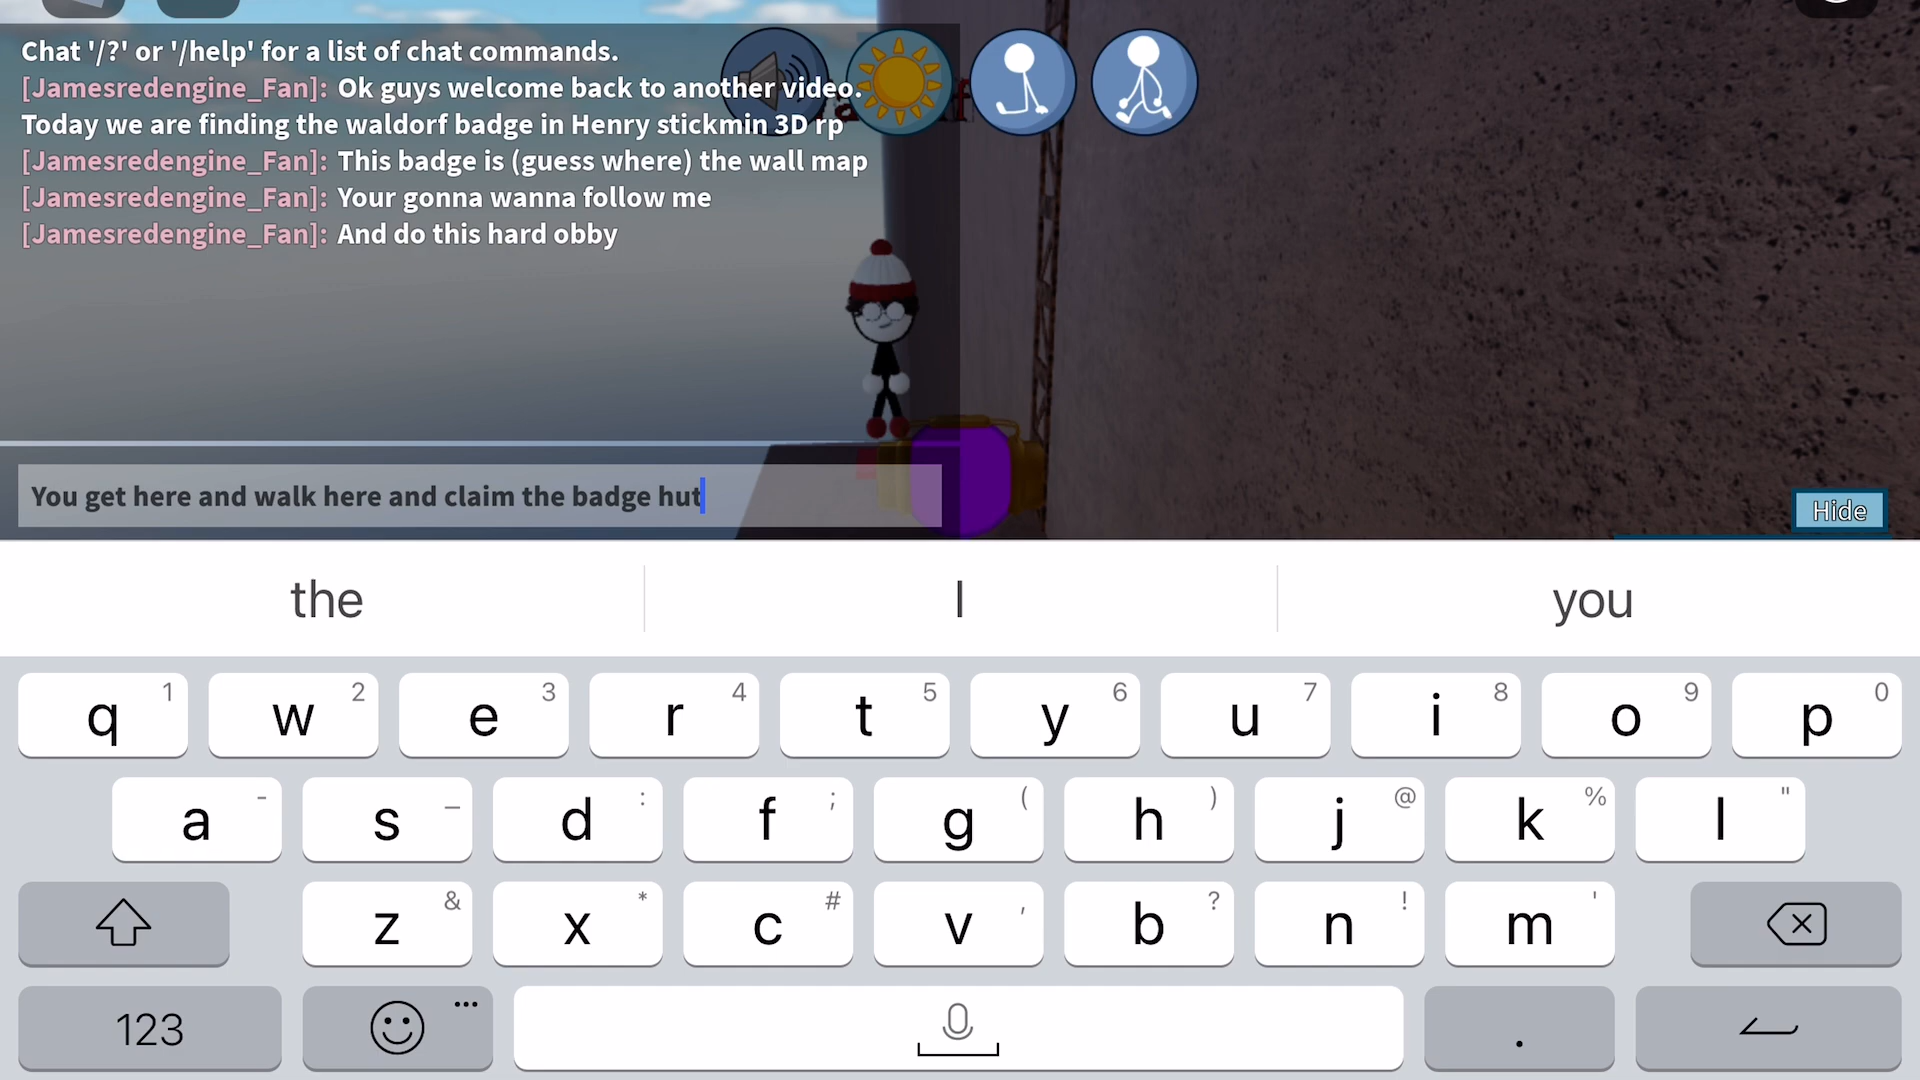 Chat '/?' or '/help' for a list of chat commands.
[Jamesredengine_Fan]: Ok guys welcome back to another video.
Today we are finding the waldorf badge in Henry stickmin 3D rp
[Jamesredengine_Fan]: This badge is (guess where) the wall map
[Jamesredengine_Fan]: Your gonna wanna follow me
[Jamesredengine_Fan]: And do this hard obby
You get here and walk here and claim the badge hut
Hide
the I you
q 1 w 2 e 3 r 4 t 5 y 6 u 7 i 8 o 9 p 0
a - s _ d : f ; g ( h ) j @ k % l "
z & x * c # v , b ? n ! m '
123 .